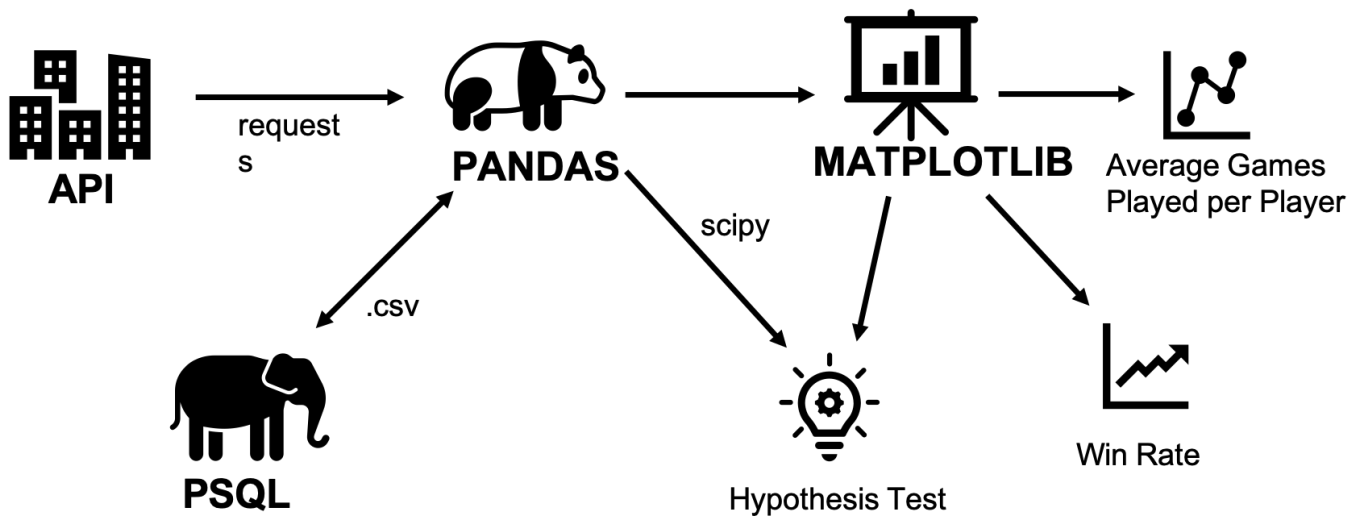 API
request
s
PANDAS
MATPLOTLIB
Average Games
Played per Player
scipy
.csv
PSQL
Hypothesis Test
Win Rate